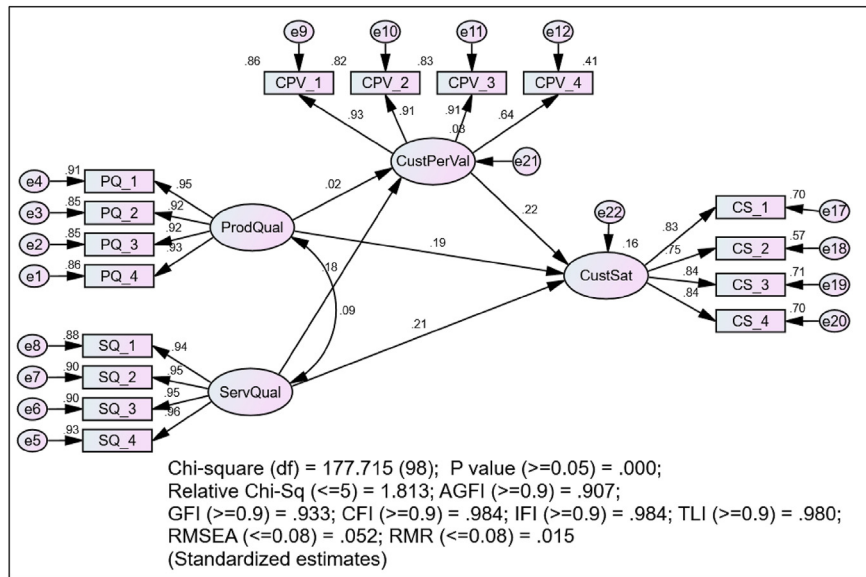 e9 e10 e11 e12
.86 .82 .83 .41
CPV_1 CPV_2 CPV_3 CPV_4
.93 .91 .91 .64
.03
CustPerVal e21
e4 .91 PQ_1 .95
e3 .85 PQ_2 .92
e2 .85 PQ_3 .92
e1 .86 PQ_4 .93
ProdQual
.02
.22
.19
.18
.09
.21
e22
.16
CustSat
.83 CS_1 .70 e17
.75 CS_2 .57 e18
.84 CS_3 .71 e19
.84 CS_4 .70 e20
e8 .88 SQ_1 .94
e7 .90 SQ_2 .95
e6 .90 SQ_3 .95
e5 .93 SQ_4 .96
ServQual
Chi-square (df) = 177.715 (98); P value (>=0.05) = .000;
Relative Chi-Sq (<=5) = 1.813; AGFI (>=0.9) = .907;
GFI (>=0.9) = .933; CFI (>=0.9) = .984; IFI (>=0.9) = .984; TLI (>=0.9) = .980;
RMSEA (<=0.08) = .052; RMR (<=0.08) = .015
(Standardized estimates)